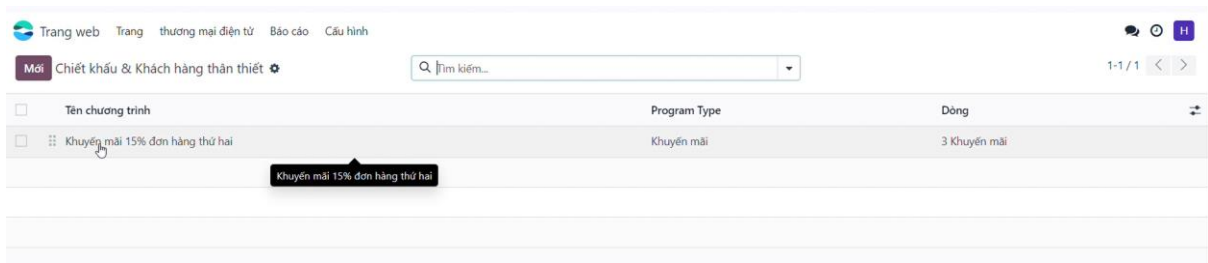 Trang web Trang thương mại điện tử Báo cáo Cấu hình H
Mới Chiết khấu & Khách hàng thân thiết Tìm kiếm... 1-1 / 1
Tên chương trình Program Type Dòng
Khuyến mãi 15% đơn hàng thứ hai Khuyến mãi 3 Khuyến mãi
Khuyến mãi 15% đơn hàng thứ hai